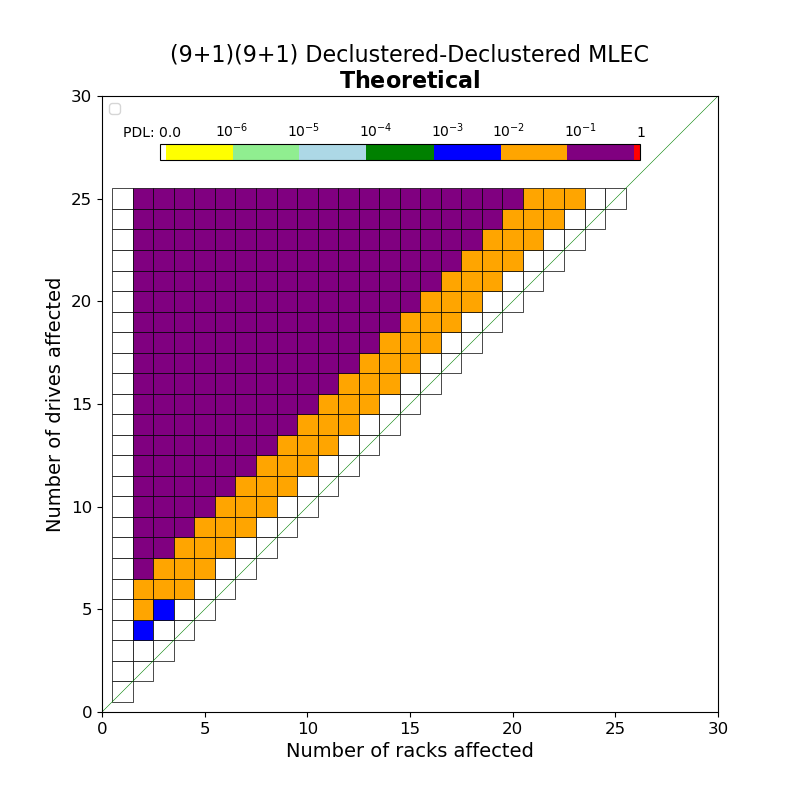 (9+1)(9+1) Declustered-Declustered MLEC
Theoretical
PDL: 0.0 10⁻⁶ 10⁻⁵ 10⁻⁴ 10⁻³ 10⁻² 10⁻¹ 1
30
25
20
15
10
5
0
Number of drives affected
0 5 10 15 20 25 30
Number of racks affected